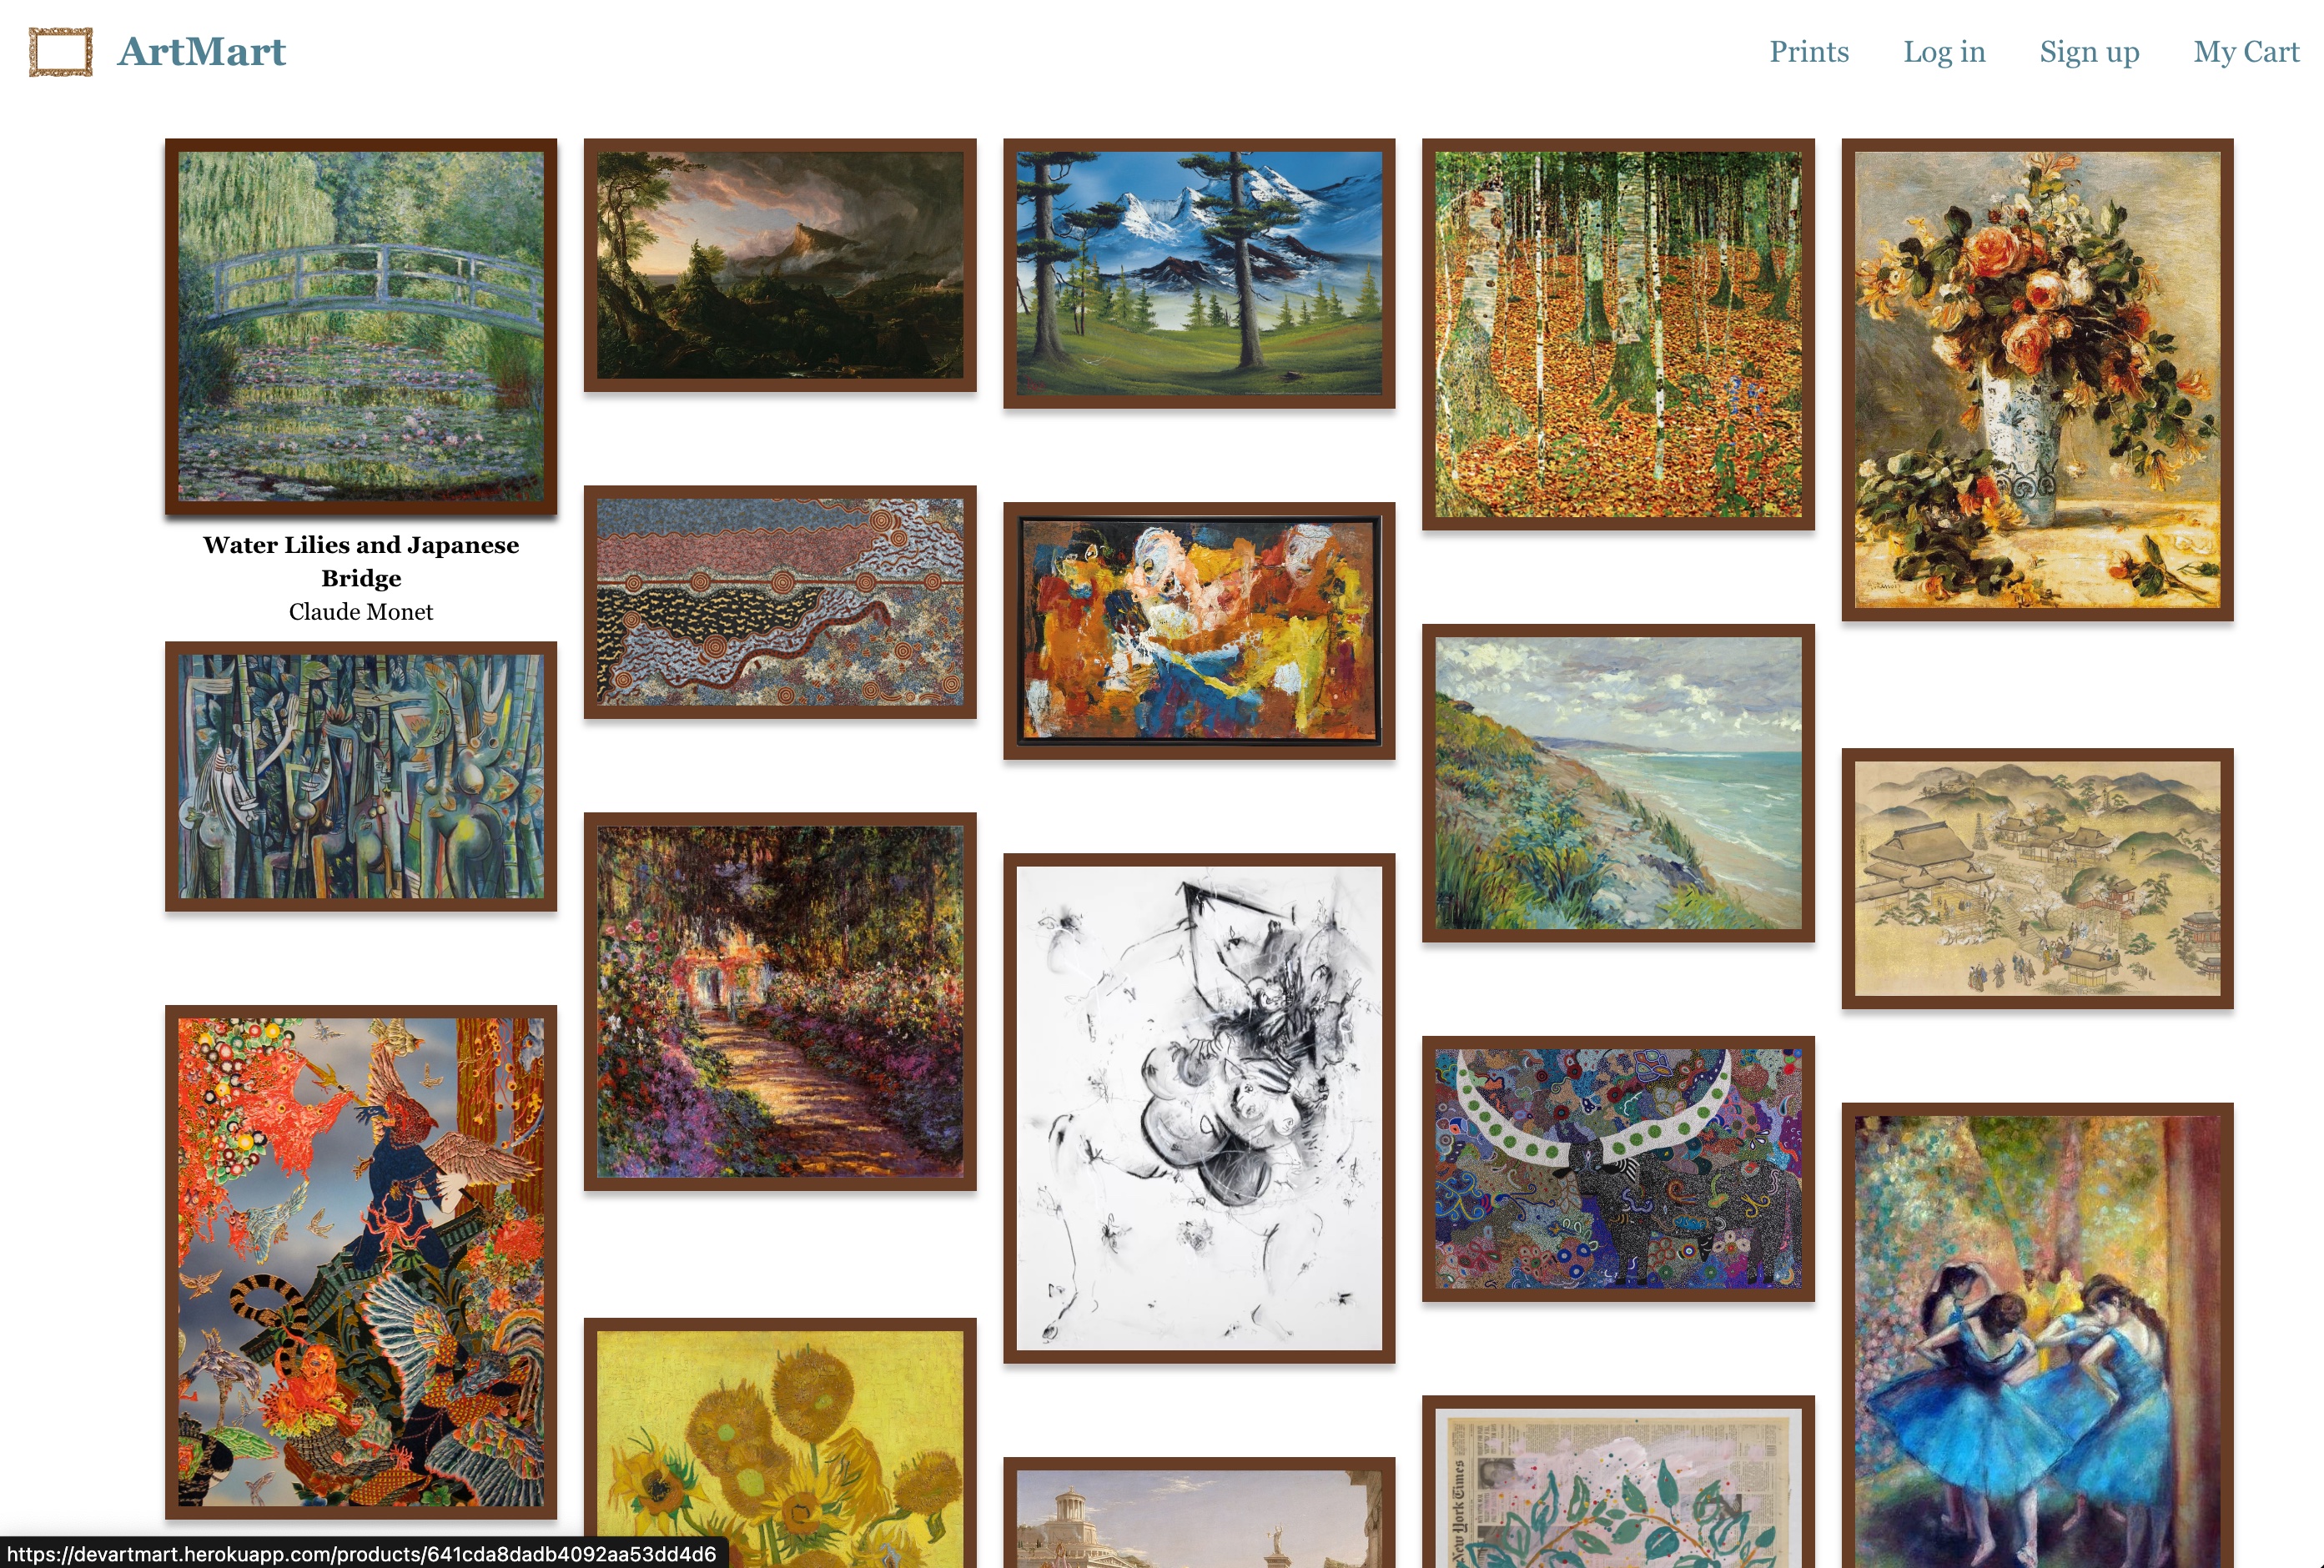 ArtMart
Prints
Log in
Sign up
My Cart
Water Lilies and Japanese
Bridge
Claude Monet
New York Times
https://devartmart.herokuapp.com/products/641cda8dadb4092aa53dd4d6